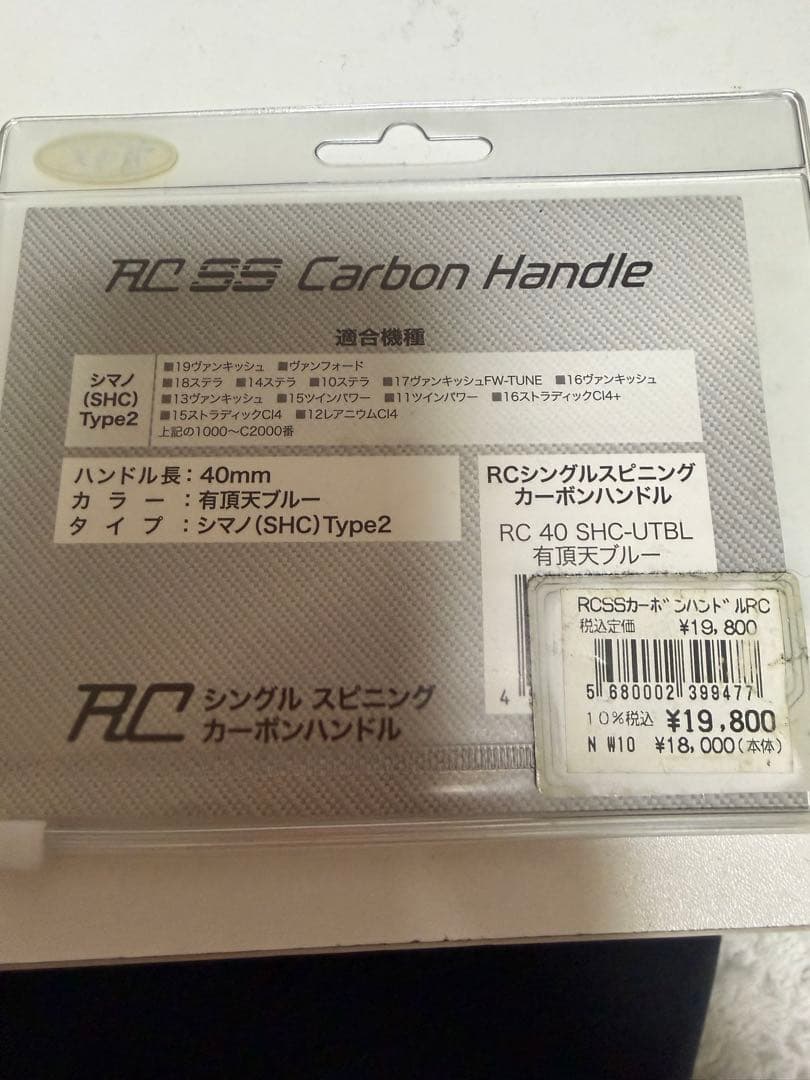 RC SS Carbon Handle
適合機種
シマノ
(SHC)
Type2
■19ヴァンキッシュ ■ヴァンフォード
■18ステラ ■14ステラ ■10ステラ ■17ヴァンキッシュFW-TUNE ■16ヴァンキッシュ
■13ヴァンキッシュ ■15ツインパワー ■11ツインパワー ■16ストラディックCI4+
■15ストラディックCI4 ■12レアニウムCI4
上記の1000～C2000番
ハンドル長：40mm
カラー：有頂天ブルー
タイプ：シマノ(SHC)Type2
RCシングルスピニング
カーボンハンドル
RC 40 SHC-UTBL
有頂天ブルー
4
RCSSカーボンハンドルRC
税込定価 ¥19,800
5 680002 399477
10%税込 ¥19,800
N W10 ¥18,000(本体)
RC シングル スピニング
カーボンハンドル